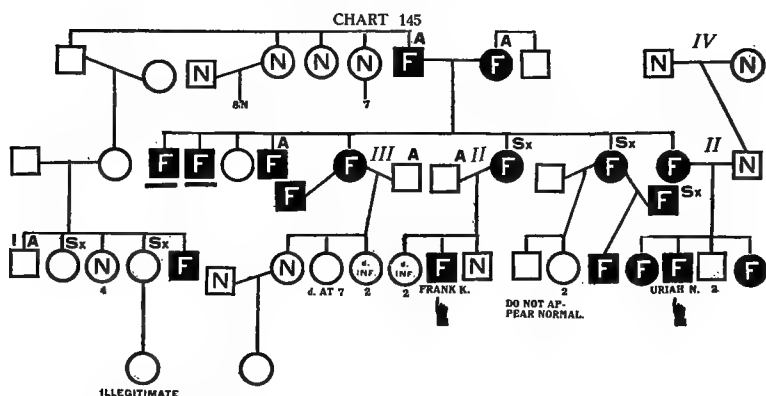 CHART 145
A A IV
N N N N F F N N
8N 7
A III A A II Sx Sx II
F F F F F F F N
F F Sx
I A Sx Sx
N F N N d. INF. d. INF. F N F F F F
4 d. AT 7 2 2 FRANK K. 2 URIAH N. 2
DO NOT AP-
PEAR NORMAL.
ILLEGITIMATE